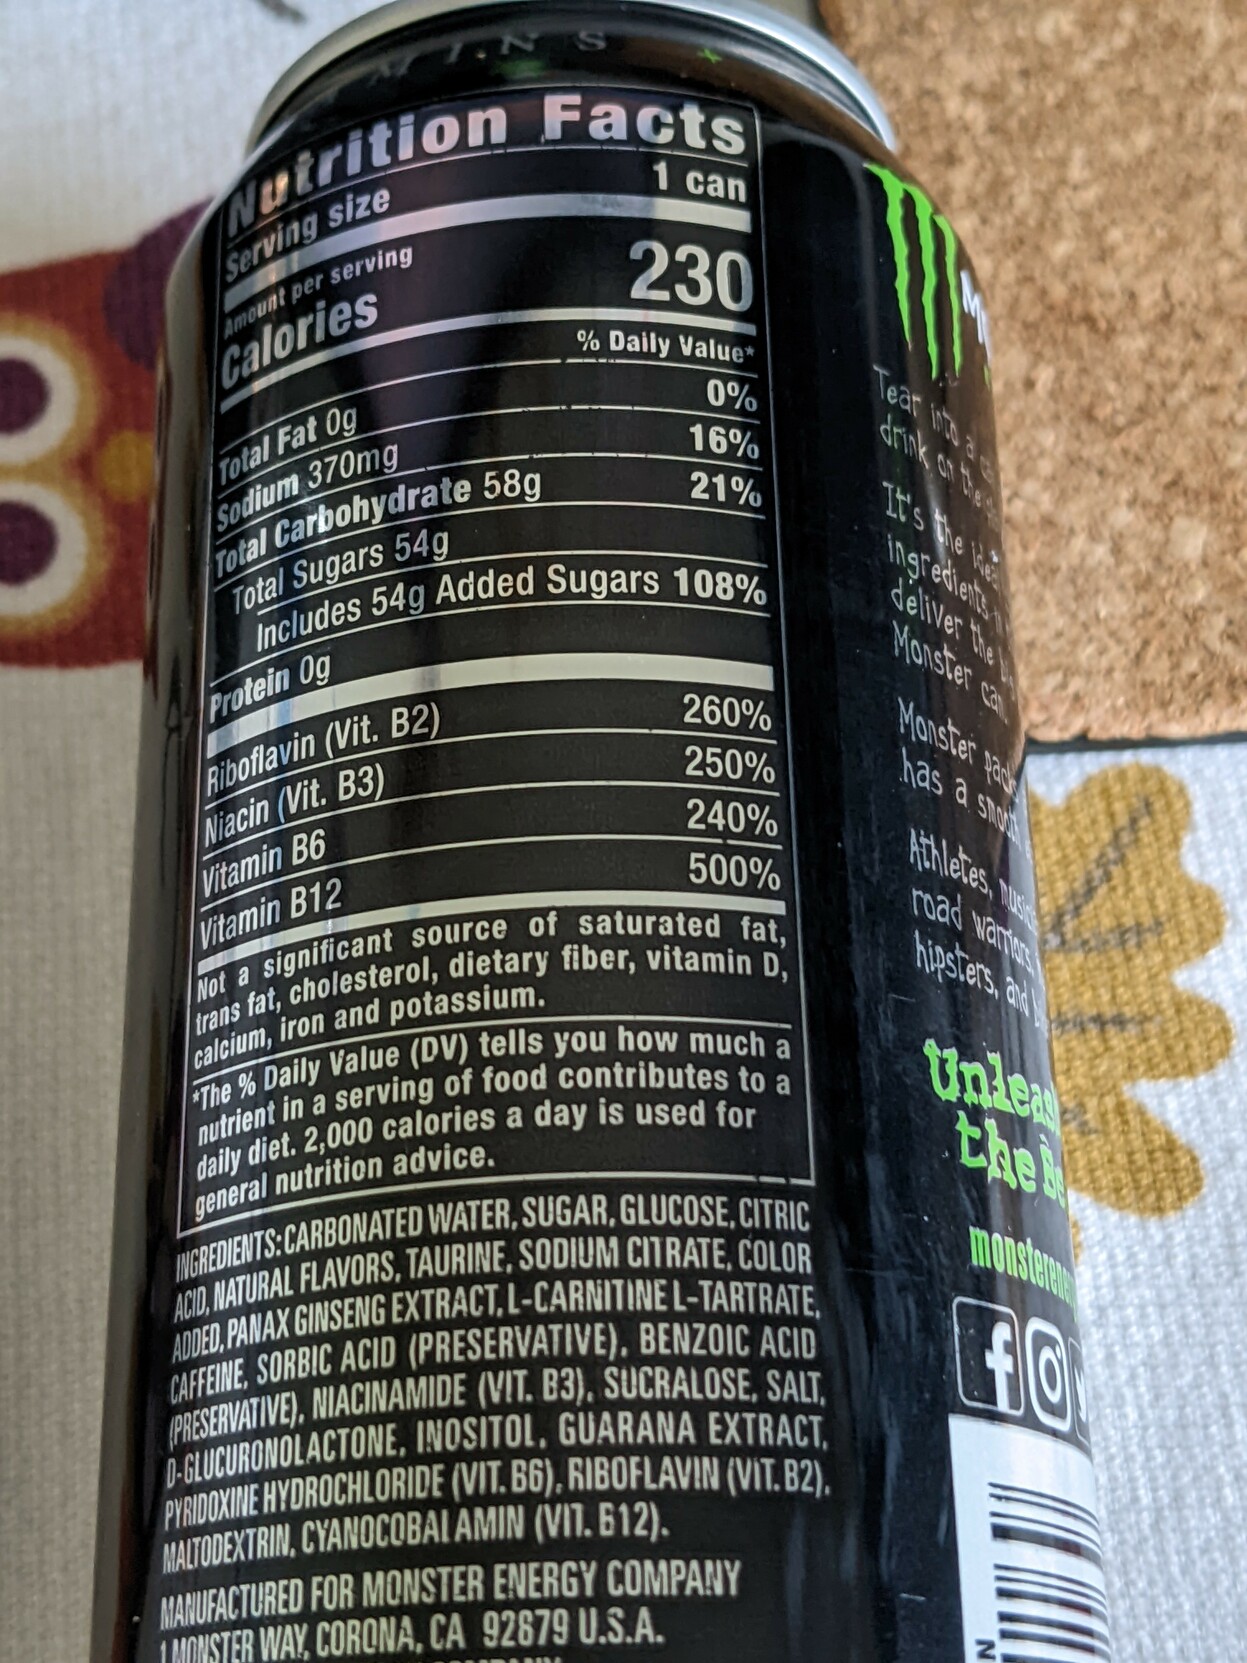 Nutrition Facts
Serving size 1 can
Amount per serving
Calories 230
% Daily Value*
Total Fat 0g 0%
Sodium 370mg 16%
Total Carbohydrate 58g 21%
Total Sugars 54g
Includes 54g Added Sugars 108%
Protein 0g
Riboflavin (Vit. B2) 260%
Niacin (Vit. B3) 250%
Vitamin B6 240%
Vitamin B12 500%
Not a significant source of saturated fat,
trans fat, cholesterol, dietary fiber, vitamin D,
calcium, iron and potassium.
*The % Daily Value (DV) tells you how much a
nutrient in a serving of food contributes to a
daily diet. 2,000 calories a day is used for
general nutrition advice.
INGREDIENTS: CARBONATED WATER, SUGAR, GLUCOSE, CITRIC
ACID, NATURAL FLAVORS, TAURINE, SODIUM CITRATE, COLOR
ADDED, PANAX GINSENG EXTRACT, L-CARNITINE L-TARTRATE,
CAFFEINE, SORBIC ACID (PRESERVATIVE), BENZOIC ACID
(PRESERVATIVE), NIACINAMIDE (VIT. B3), SUCRALOSE, SALT,
D-GLUCURONOLACTONE, INOSITOL, GUARANA EXTRACT,
PYRIDOXINE HYDROCHLORIDE (VIT. B6), RIBOFLAVIN (VIT. B2),
MALTODEXTRIN, CYANOCOBALAMIN (VIT. B12).
MANUFACTURED FOR MONSTER ENERGY COMPANY
1 MONSTER WAY, CORONA, CA 92879 U.S.A.
Tear into a
drink on the
It's the
ingredients
deliver the
Monster can.
Monster
has a
Athletes,
road warriors,
hipsters, and
the